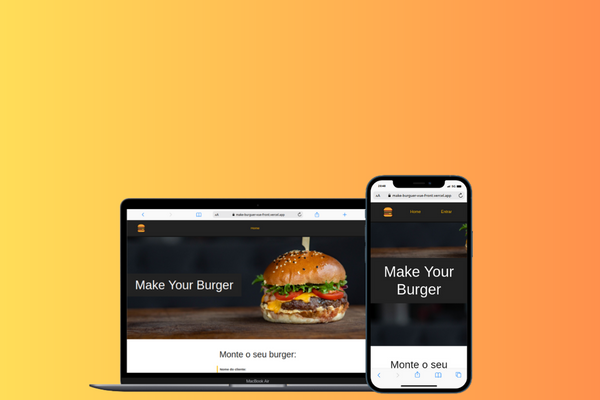 make-burguer-vue-front.vercel.app
Home
Make Your Burger
Monte o seu burger:
Nome do cliente:
MacBook Air
make-burguer-vue-front.vercel.app
Home
Entrar
Make Your
Burger
Monte o seu